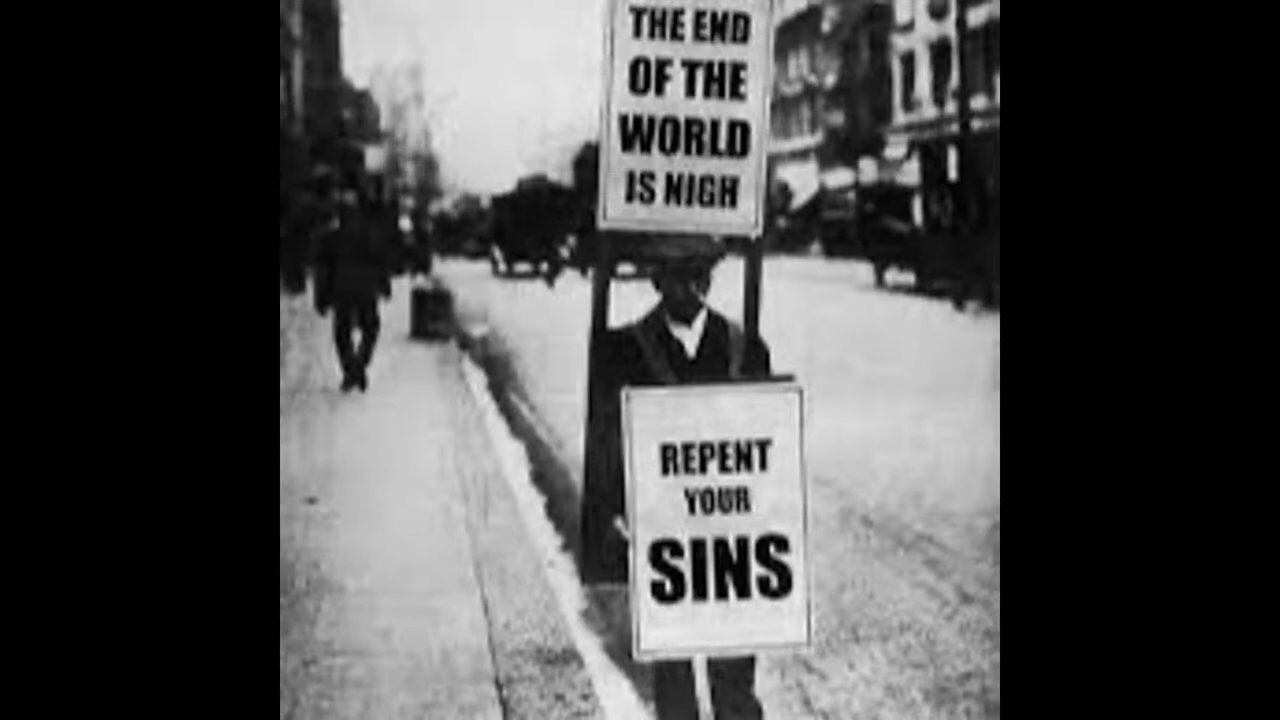 THE END
OF THE
WORLD
IS NIGH
REPENT
YOUR
SINS